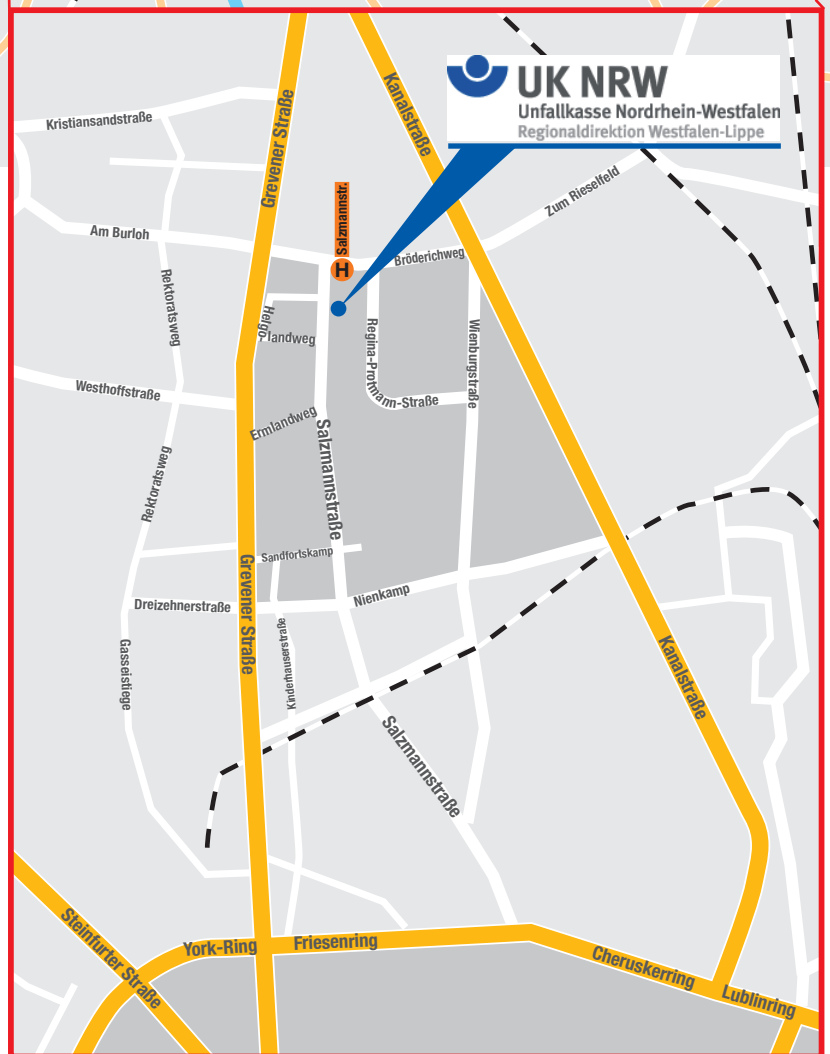 UK NRW
Unfallkasse Nordrhein-Westfalen
Regionaldirektion Westfalen-Lippe
Kristiansandstraße
Grevener Straße
Kanalstraße
Zum Rieselfeld
Am Burloh
Salzmannstr.
H
Bröderichweg
Rektoratsweg
Helgo-
landweg
Regina-Protmann-Straße
Wienburgstraße
Westhoffstraße
Ermlandweg
Salzmannstraße
Rektoratsweg
Sandfortskamp
Grevener Straße
Nienkamp
Dreizehnerstraße
Kinderhauserstraße
Gasselstiege
Kanalstraße
Salzmannstraße
Steinfurter Straße
York-Ring
Friesenring
Cheruskerring
Lublinring